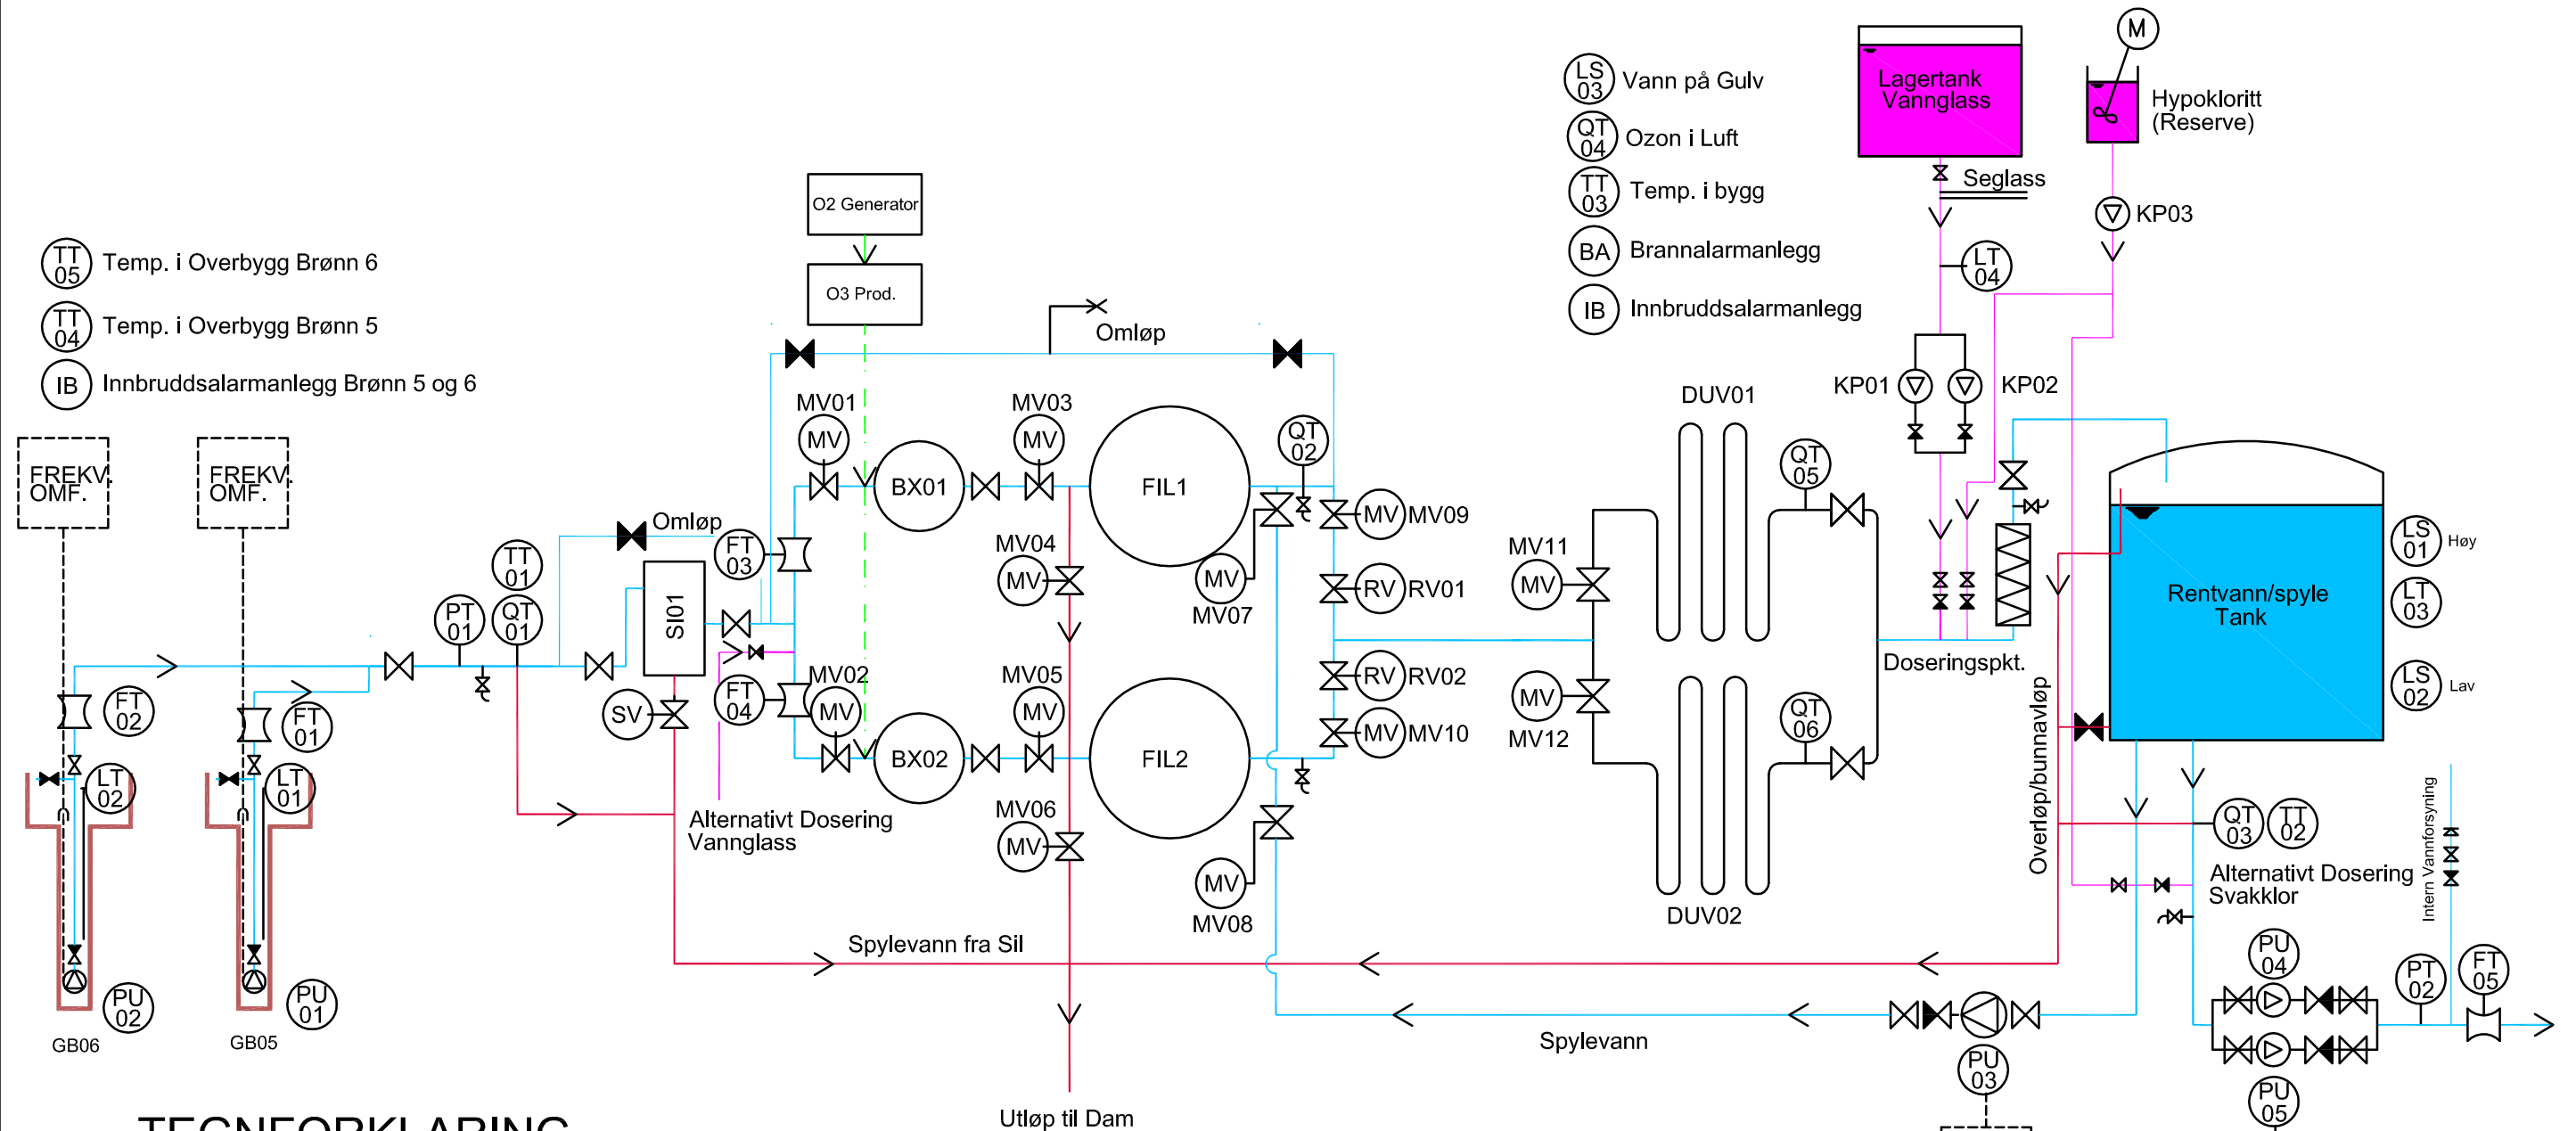 M
LS
03
Vann på Gulv
Lagertank
Vannglass
Hypokloritt
(Reserve)
QT
04
Ozon i Luft
Seglass
TT
03
Temp. i bygg
KP03
O2 Generator
BA
Brannalarmanlegg
LT
04
TT
05
Temp. i Overbygg Brønn 6
O3 Prod.
IB
Innbruddsalarmanlegg
TT
04
Temp. i Overbygg Brønn 5
Omløp
IB
Innbruddsalarmanlegg Brønn 5 og 6
KP01
KP02
DUV01
MV01
MV
MV03
MV
QT
02
FREKV.
OMF.
FREKV.
OMF.
BX01
FIL1
QT
05
MV
MV09
Omløp
FT
03
LS
01
Høy
TT
01
MV04
MV
MV
MV07
RV
RV01
MV11
MV
PT
01
QT
01
SI01
Rentvann/spyle
Tank
LT
03
Doseringspkt.
MV02
MV
MV05
MV
RV
RV02
LS
02
Lav
FT
02
FT
01
SV
FT
04
MV
MV12
QT
06
MV
MV10
BX02
FIL2
LT
02
LT
01
Overløp/bunnavløp
Intern Vannforsyning
Alternativt Dosering
Vannglass
MV06
MV
QT
03
TT
02
MV
MV08
Alternativt Dosering
Svakklor
DUV02
Spylevann fra Sil
PU
04
PT
02
FT
05
PU
02
PU
01
GB06
GB05
Spylevann
PU
03
PU
05
Utløp til Dam
TEGNFORKLARING